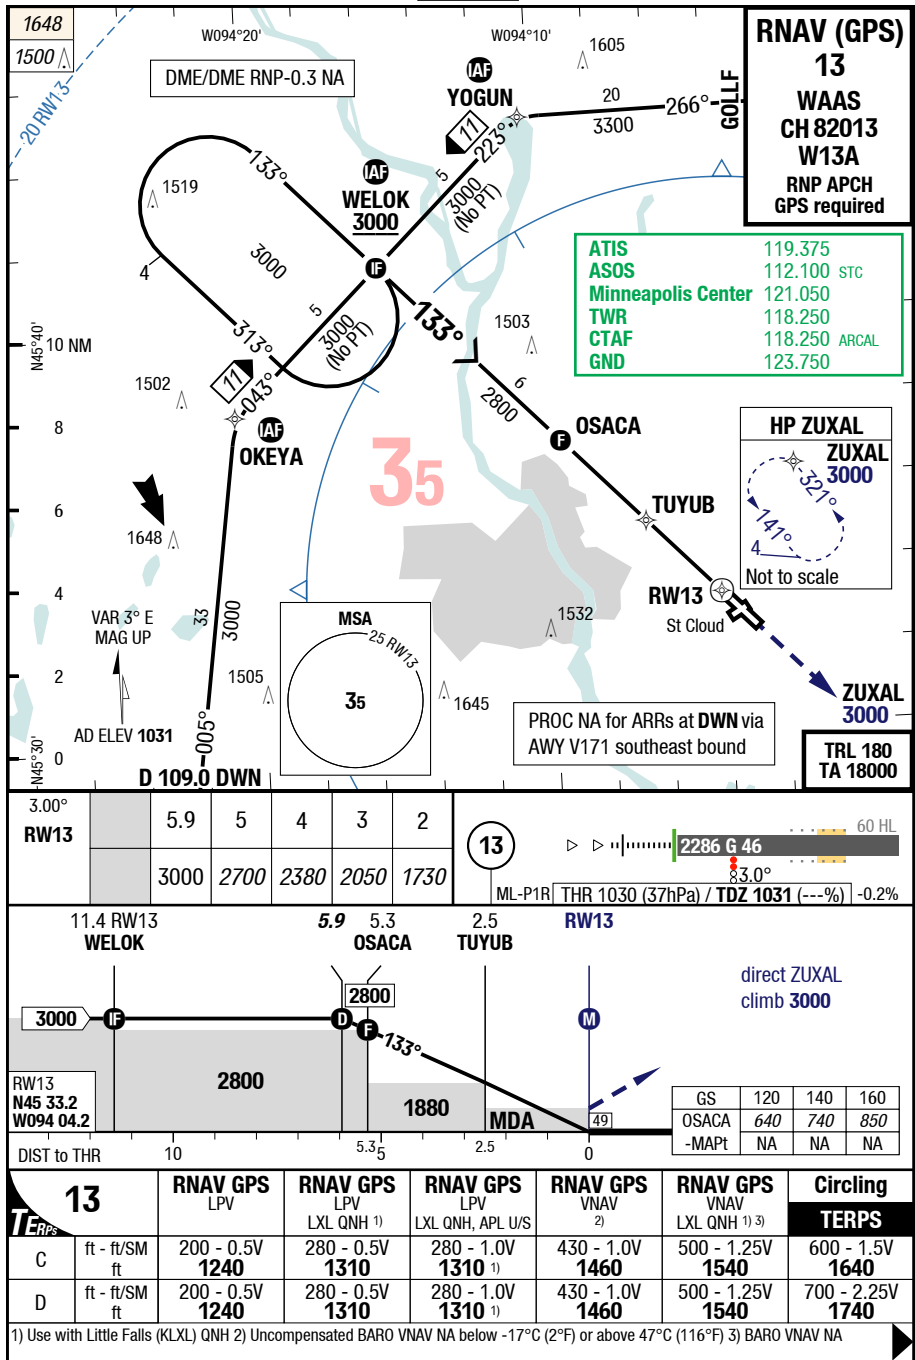 1648
1500
W094°20'
W094°10'
1605
20 RW13
DME/DME RNP-0.3 NA
IAF
YOGUN
20
3300
266°
GOLLF
RNAV (GPS)
13
WAAS
CH 82013
W13A
RNP APCH
GPS required
11
223°
5
3000
(No PT)
133°
IAF
WELOK
3000
1519
3000
IF
4
313°
5
3000
(No PT)
133°
ATIS 119.375
ASOS 112.100 STC
Minneapolis Center 121.050
TWR 118.250
CTAF 118.250 ARCAL
GND 123.750
N45°40'
10 NM
1503
6
2800
1502
11
043°
IAF
OKEYA
8
F
OSACA
35
HP ZUXAL
ZUXAL
3000
321°
141°
4
Not to scale
6
1648
TUYUB
4
RW13
St Cloud
VAR 3° E
MAG UP
33
3000
MSA
25 RW13
35
1532
2
1505
1645
ZUXAL
3000
AD ELEV 1031
005°
PROC NA for ARRs at DWN via
AWY V171 southeast bound
N45°30'
0
D 109.0 DWN
TRL 180
TA 18000
3.00°
RW13
5.9 5 4 3 2
3000 2700 2380 2050 1730
13
60 HL
2286 G 46
3.0°
ML-P1R THR 1030 (37hPa) / TDZ 1031 (---%) -0.2%
11.4 RW13 5.9 5.3 2.5 RW13
WELOK OSACA TUYUB
direct ZUXAL
climb 3000
2800
3000 IF D F M
133°
2800
1880
MDA
49
RW13
N45 33.2
W094 04.2
GS 120 140 160
OSACA 640 740 850
-MAPt NA NA NA
DIST to THR 10 5.3 5 2.5 0
TERPs
13
RNAV GPS RNAV GPS RNAV GPS RNAV GPS RNAV GPS Circling
LPV LPV LPV VNAV VNAV TERPS
LXL QNH 1) LXL QNH, APL U/S 2) LXL QNH 1) 3)
C ft - ft/SM 200 - 0.5V 280 - 0.5V 280 - 1.0V 430 - 1.0V 500 - 1.25V 600 - 1.5V
ft 1240 1310 1310 1) 1460 1540 1640
D ft - ft/SM 200 - 0.5V 280 - 0.5V 280 - 1.0V 430 - 1.0V 500 - 1.25V 700 - 2.25V
ft 1240 1310 1310 1) 1460 1540 1740
1) Use with Little Falls (KLXL) QNH 2) Uncompensated BARO VNAV NA below -17°C (2°F) or above 47°C (116°F) 3) BARO VNAV NA